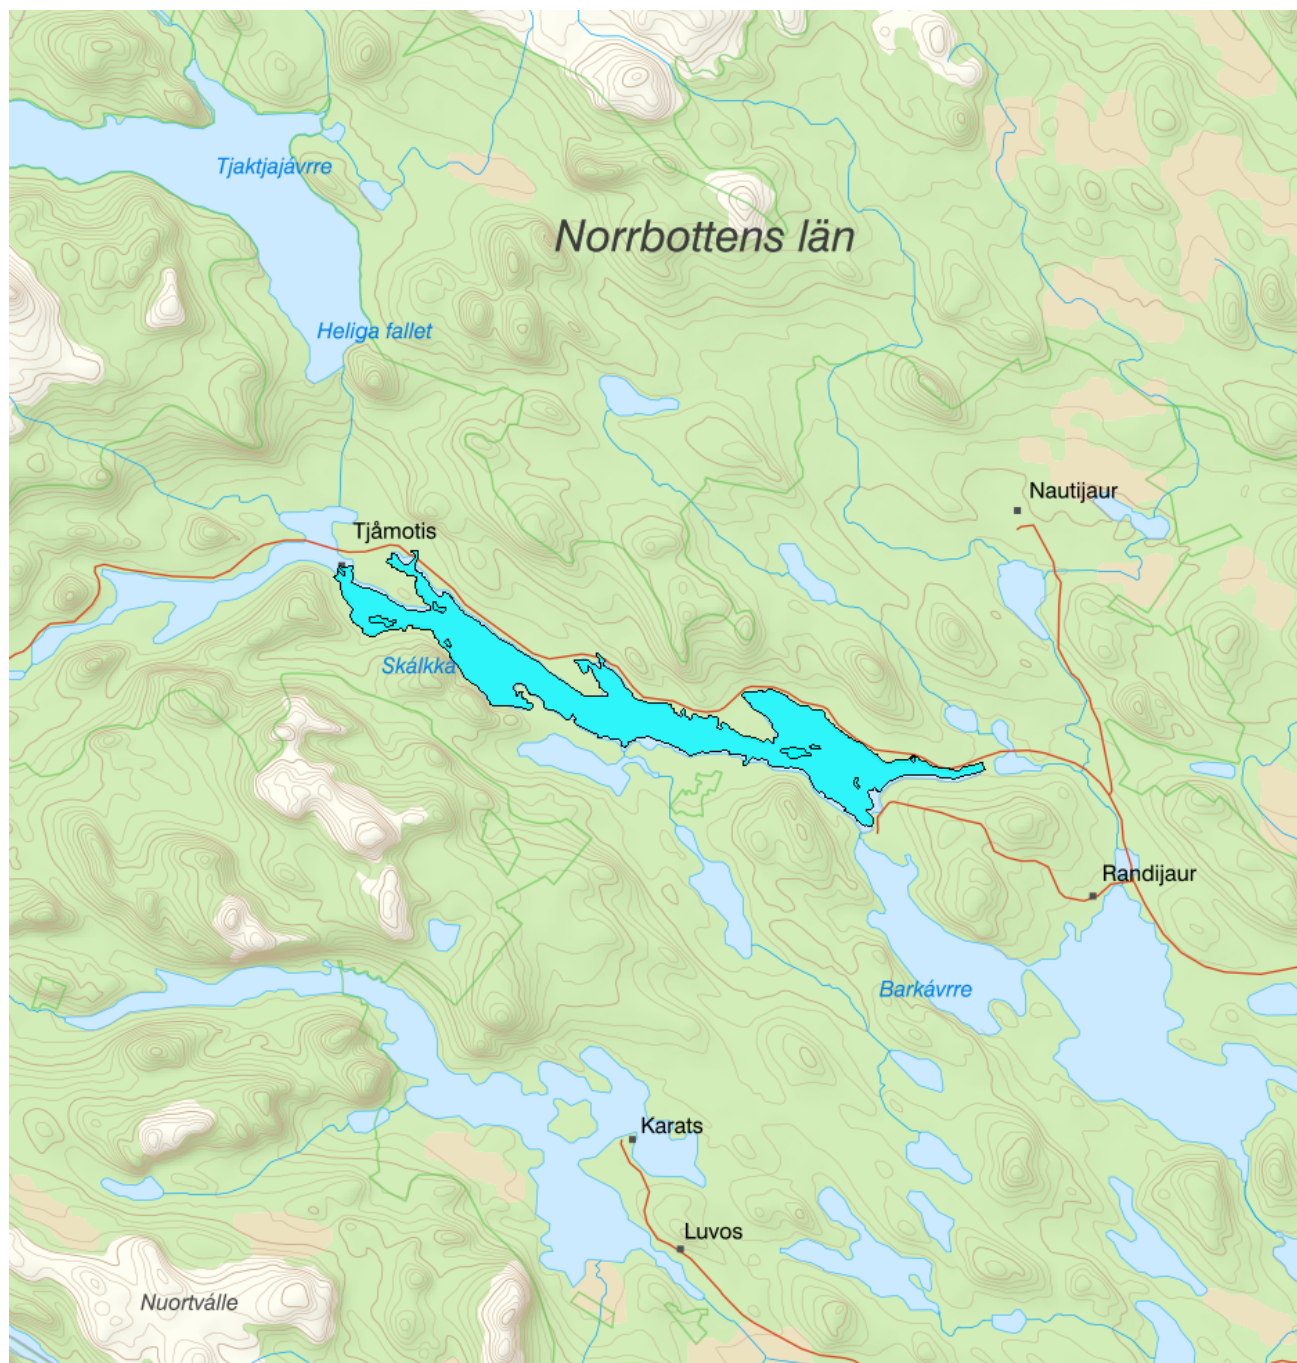 Tjaktjajávrre
Norrbottens län
Heliga fallet
Nautijaur
Tjåmotis
Skálkká
Randijaur
Barkávrre
Karats
Luvos
Nuortválle